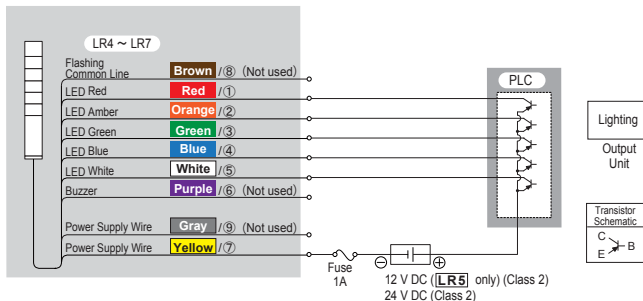 LR4 ~ LR7
Flashing Common Line Brown /⑧ (Not used)
LED Red Red /①
LED Amber Orange /②
LED Green Green /③
LED Blue Blue /④
LED White White /⑤
Buzzer Purple /⑥ (Not used)
Power Supply Wire Gray /⑨ (Not used)
Power Supply Wire Yellow /⑦
Fuse
1A
⊖ ⊕
12 V DC (LR5 only) (Class 2)
24 V DC (Class 2)
PLC
Lighting
Output
Unit
Transistor
Schematic
C
B
E